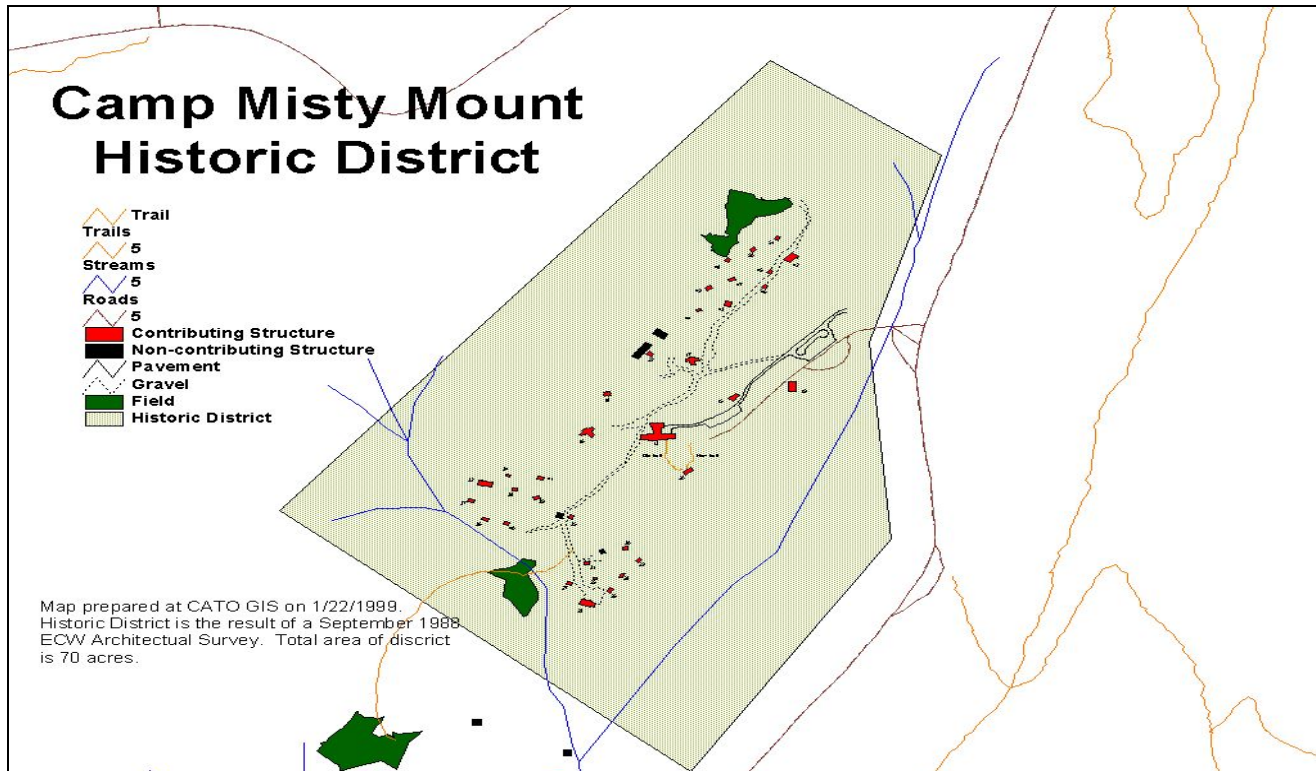 Camp Misty Mount
Historic District
Trail
Trails
5
Streams
5
Roads
5
Contributing Structure
Non-contributing Structure
Pavement
Gravel
Field
Historic District
Map prepared at CATO GIS on 1/22/1999.
Historic District is the result of a September 1988
ECW Architectual Survey. Total area of discrict
is 70 acres.